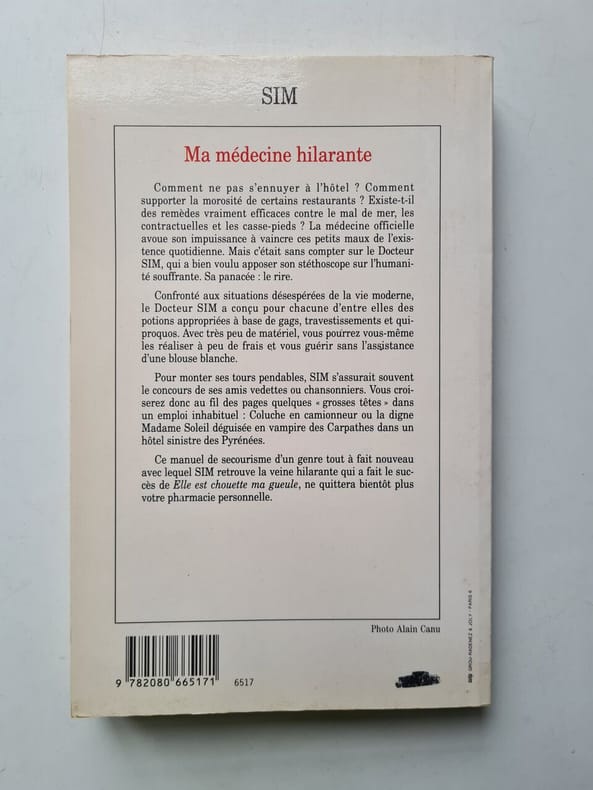 SIM
Ma médecine hilarante
Comment ne pas s'ennuyer à l'hôtel ? Comment
supporter la morosité de certains restaurants ? Existe-t-il
des remèdes vraiment efficaces contre le mal de mer, les
contractuelles et les casse-pieds ? La médecine officielle
avoue son impuissance à vaincre ces petits maux de l'exis-
tence quotidienne. Mais c'était sans compter sur le Docteur
SIM, qui a bien voulu apposer son stéthoscope sur l'humani-
té souffrante. Sa panacée : le rire.
Confronté aux situations désespérées de la vie moderne,
le Docteur SIM a conçu pour chacune d'entre elles des
potions appropriées à base de gags, travestissements et qui-
proquos. Avec très peu de matériel, vous pourrez vous-même
les réaliser à peu de frais et vous guérir sans l'assistance
d'une blouse blanche.
Pour monter ses tours pendables, SIM s'assurait souvent
le concours de ses amis vedettes ou chansonniers. Vous croi-
serez donc au fil des pages quelques « grosses têtes » dans
un emploi inhabituel : Coluche en camionneur ou la digne
Madame Soleil déguisée en vampire des Carpathes dans un
hôtel sinistre des Pyrénées.
Ce manuel de secourisme d'un genre tout à fait nouveau
avec lequel SIM retrouve la veine hilarante qui a fait le suc-
cès de Elle est chouette ma gueule, ne quittera bientôt plus
votre pharmacie personnelle.
Photo Alain Canu
9 782080 665171
6517
GROU-RADENEZ & JOLY - PARIS 6